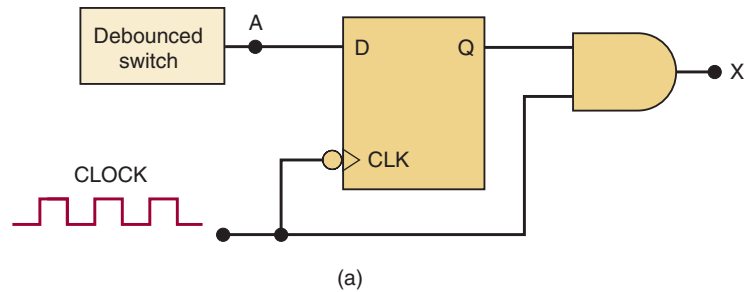 Debounced
switch
A
D
Q
X
CLK
CLOCK
(a)